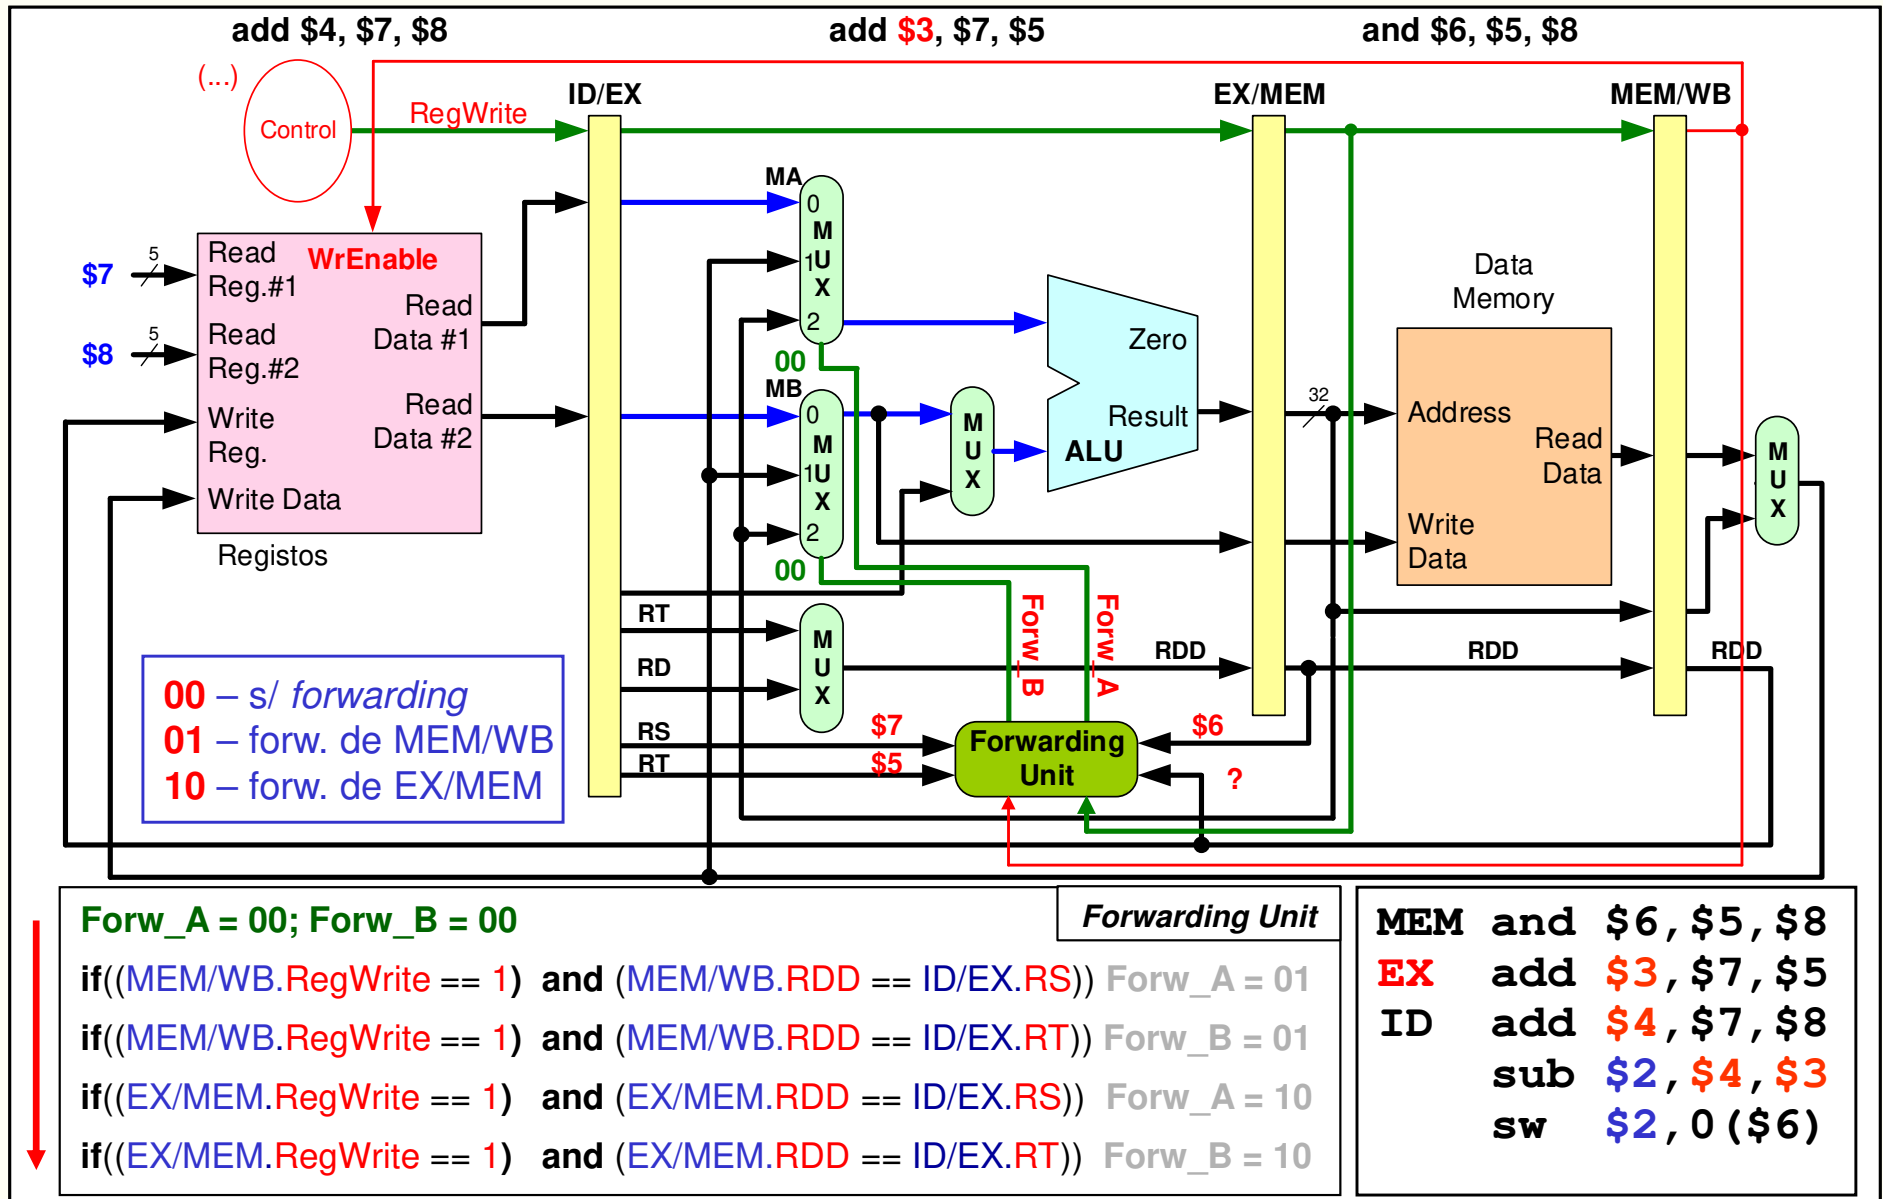 add $4, $7, $8
add $3, $7, $5
and $6, $5, $8
(...)
Control
RegWrite
ID/EX
EX/MEM
MEM/WB
$7
5
Read
Reg.#1
WrEnable
Read
Data #1
$8
5
Read
Reg.#2
Write
Reg.
Read
Data #2
Write Data
Registos
MA
0
M
1U
X
2
00
MB
0
M
1U
X
2
00
M
U
X
Zero
Result
ALU
32
Data
Memory
Address
Read
Data
Write
Data
M
U
X
RT
RD
M
U
X
Forw_B
Forw_A
RDD
RDD
RDD
RS
$7
RT
$5
Forwarding
Unit
$6
?
00 – s/ forwarding
01 – forw. de MEM/WB
10 – forw. de EX/MEM
Forw_A = 00; Forw_B = 00
Forwarding Unit
if((MEM/WB.RegWrite == 1) and (MEM/WB.RDD == ID/EX.RS)) Forw_A = 01
if((MEM/WB.RegWrite == 1) and (MEM/WB.RDD == ID/EX.RT)) Forw_B = 01
if((EX/MEM.RegWrite == 1) and (EX/MEM.RDD == ID/EX.RS)) Forw_A = 10
if((EX/MEM.RegWrite == 1) and (EX/MEM.RDD == ID/EX.RT)) Forw_B = 10
MEM and $6,$5,$8
EX add $3,$7,$5
ID add $4,$7,$8
sub $2,$4,$3
sw $2,0($6)